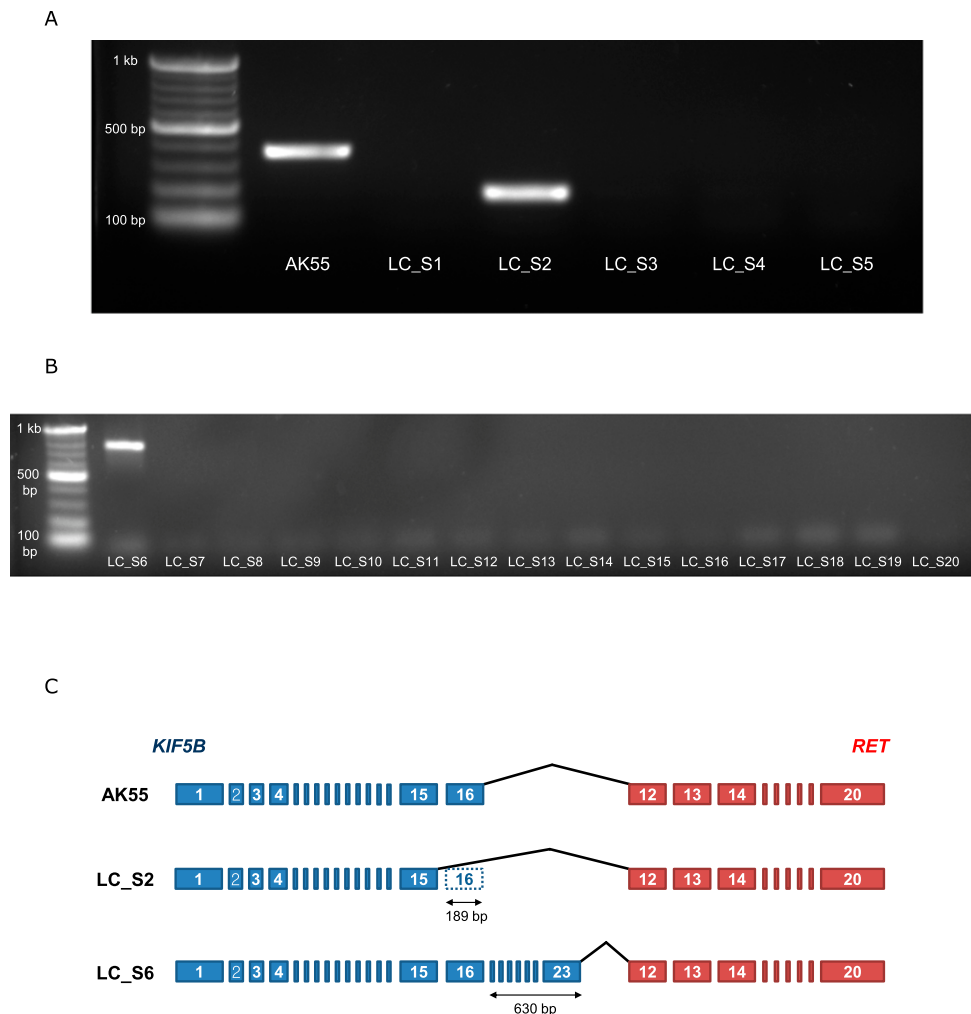 A
1 kb
500 bp
100 bp
AK55 LC_S1 LC_S2 LC_S3 LC_S4 LC_S5
B
1 kb
500
bp
100
bp
LC_S6 LC_S7 LC_S8 LC_S9 LC_S10 LC_S11 LC_S12 LC_S13 LC_S14 LC_S15 LC_S16 LC_S17 LC_S18 LC_S19 LC_S20
C
KIF5B RET
AK55 1 2 3 4 15 16 12 13 14 20
LC_S2 1 2 3 4 15 16 12 13 14 20
189 bp
LC_S6 1 2 3 4 15 16 23 12 13 14 20
630 bp